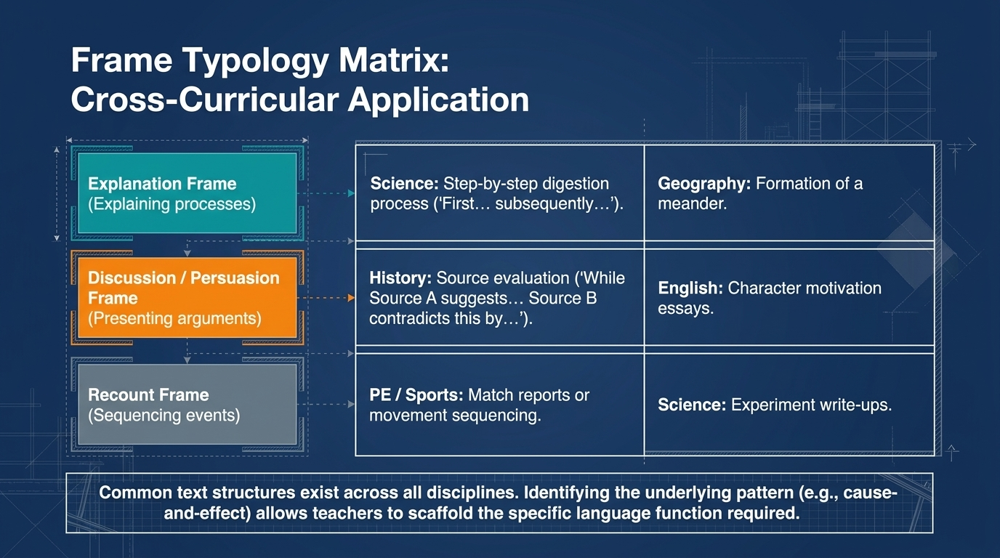 Frame Typology Matrix:
Cross-Curricular Application
Explanation Frame
(Explaining processes)
Science: Step-by-step digestion
process (‘First… subsequently…’).
Geography: Formation of a
meander.
Discussion / Persuasion
Frame
(Presenting arguments)
History: Source evaluation (‘While
Source A suggests… Source B
contradicts this by…’).
English: Character motivation
essays.
Recount Frame
(Sequencing events)
PE / Sports: Match reports or
movement sequencing.
Science: Experiment write-ups.
Common text structures exist across all disciplines. Identifying the underlying pattern (e.g., cause-
and-effect) allows teachers to scaffold the specific language function required.